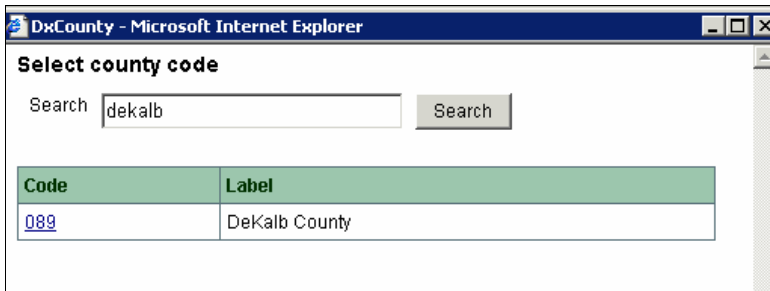 DxCounty - Microsoft Internet Explorer
Select county code
Search dekalb Search
Code Label
089 DeKalb County